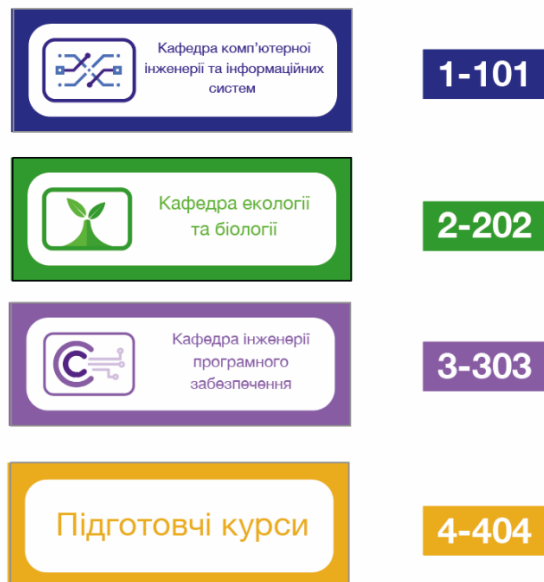 Кафедра комп’ютерної
інженерії та інформаційних
систем
1-101
Кафедра екології
та біології
2-202
Кафедра інженерії
програмного
забезпечення
3-303
Підготовчі курси
4-404